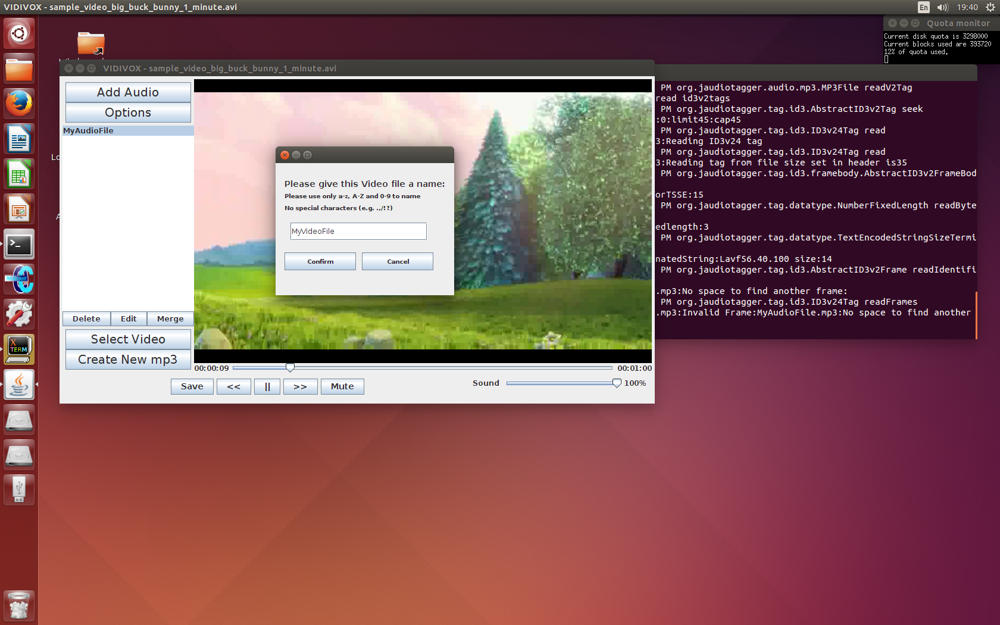 VIDIVOX - sample_video_big_buck_bunny_1_minute.avi
En
19:40
Quota monitor
Current disk quota is 3298000
Current blocks used are 393720
12% of quota used.
VIDIVOX - sample_video_big_buck_bunny_1_minute.avi
Add Audio
Options
MyAudioFile
Delete
Edit
Merge
Select Video
Create New mp3
Please give this Video file a name:
Please use only a-z, A-Z and 0-9 to name
No special characters (e.g. .,/!?)
MyVideoFile
Confirm
Cancel
00:00:09
00:01:00
Save
<<
||
>>
Mute
Sound
100%
PM org.jaudiotagger.audio.mp3.MP3File readV2Tag
read id3v2tags
PM org.jaudiotagger.tag.id3.AbstractID3v2Tag seek
:0:limit45:cap45
PM org.jaudiotagger.tag.id3.ID3v24Tag read
3:Reading ID3v24 tag
PM org.jaudiotagger.tag.id3.ID3v24Tag read
3:Reading tag from file size set in header is35
PM org.jaudiotagger.tag.id3.framebody.AbstractID3v2FrameBod
orTSSE:15
PM org.jaudiotagger.tag.datatype.NumberFixedLength readByte
edlength:3
PM org.jaudiotagger.tag.datatype.TextEncodedStringSizeTermi
natedString:Lavf56.40.100 size:14
PM org.jaudiotagger.tag.id3.AbstractID3v2Frame readIdentifi
.mp3:No space to find another frame:
PM org.jaudiotagger.tag.id3.ID3v24Tag readFrames
.mp3:Invalid Frame:MyAudioFile.mp3:No space to find another
Lo
A
X
TERM